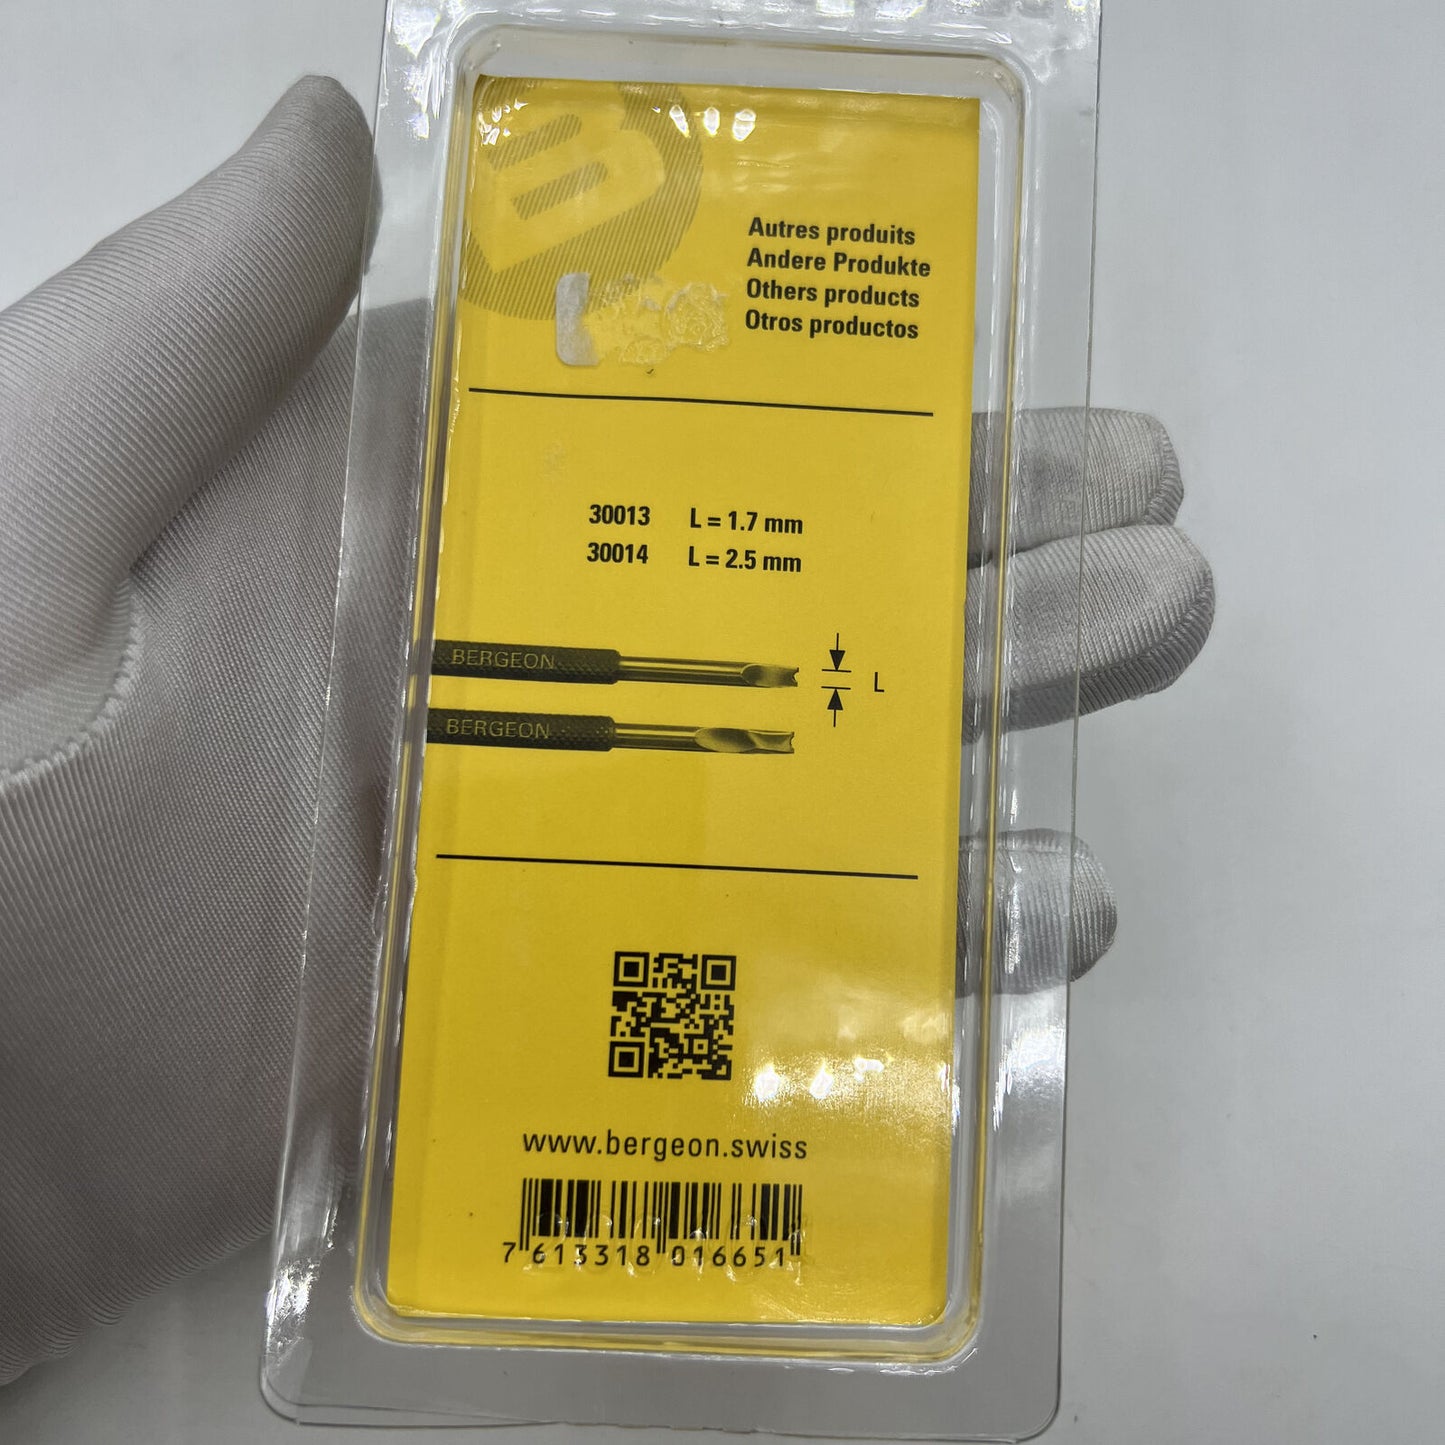 Autres produits
Andere Produkte
Others products
Otros productos
30013 L = 1.7 mm
30014 L = 2.5 mm
BERGEON
L
BERGEON
www.bergeon.swiss
7 613318 016651